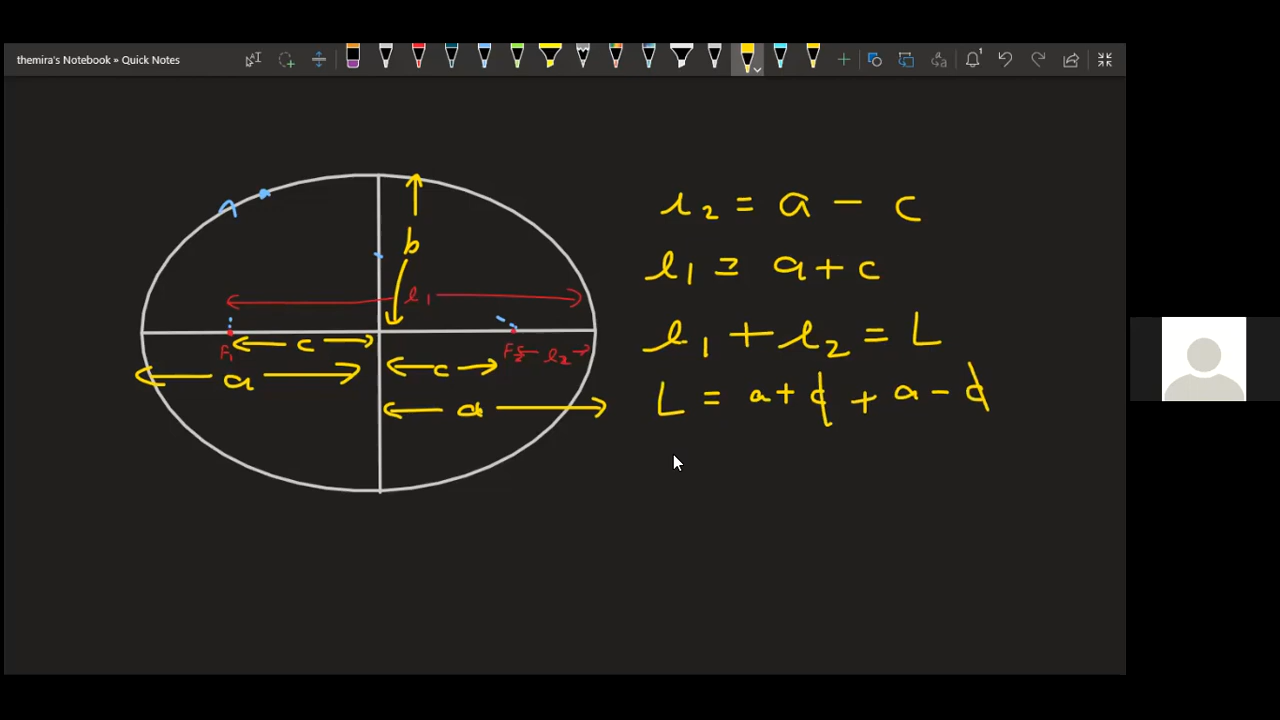 themira's Notebook » Quick Notes
b
l1
F1
c
F2
l2
c
a
a
l2 = a - c
l1 = a + c
l1 + l2 = L
L = a + c + a - c